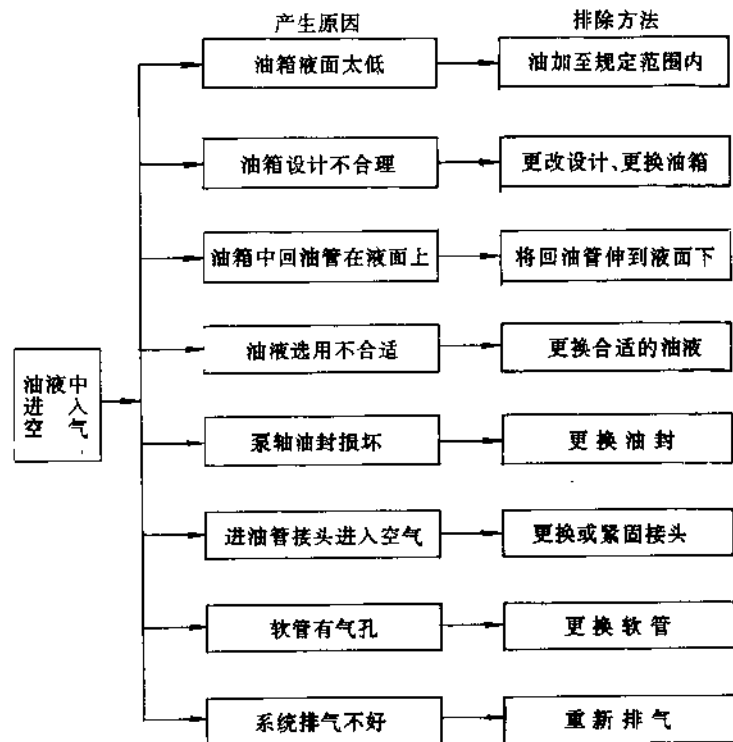 产生原因 排除方法
油箱液面太低 油加至规定范围内
油箱设计不合理 更改设计、更换油箱
油箱中回油管在液面上 将回油管伸到液面下
油液选用不合适 更换合适的油液
油液中
进入
空气
泵轴油封损坏 更换油封
进油管接头进入空气 更换或紧固接头
软管有气孔 更换软管
系统排气不好 重新排气